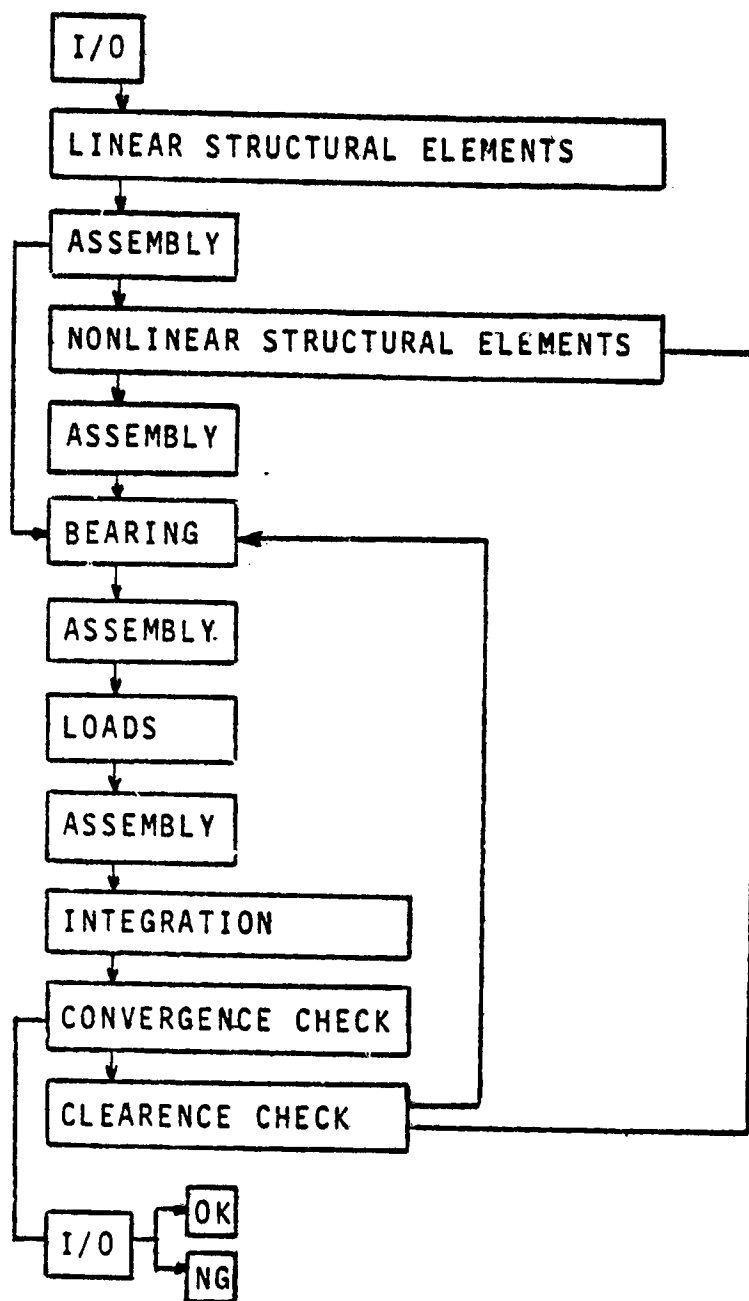 I/O
LINEAR STRUCTURAL ELEMENTS
ASSEMBLY
NONLINEAR STRUCTURAL ELEMENTS
ASSEMBLY
BEARING
ASSEMBLY
LOADS
ASSEMBLY
INTEGRATION
CONVERGENCE CHECK
CLEARENCE CHECK
I/O
OK
NG